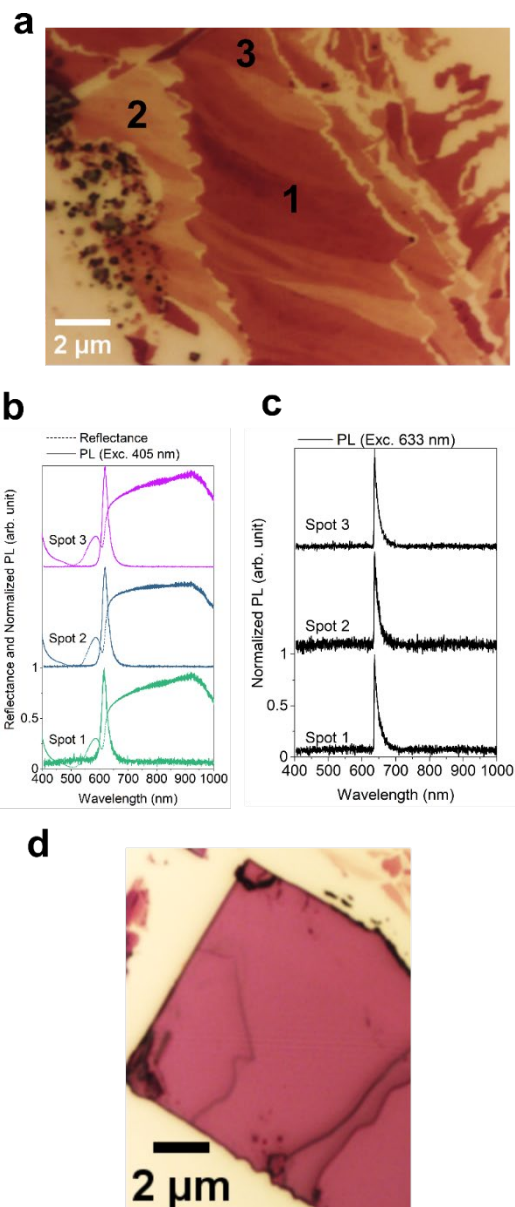 a
3
2
1
2 μm
b
c
Reflectance
PL (Exc. 405 nm)
PL (Exc. 633 nm)
Reflectance and Normalized PL (arb. unit)
Spot 3
Spot 2
1
0.5
Spot 1
400 500 600 700 800 900 1000
Wavelength (nm)
Normalized PL (arb. unit)
Spot 3
Spot 2
1
0.5
Spot 1
0
400 500 600 700 800 900 1000
Wavelength (nm)
d
2 μm